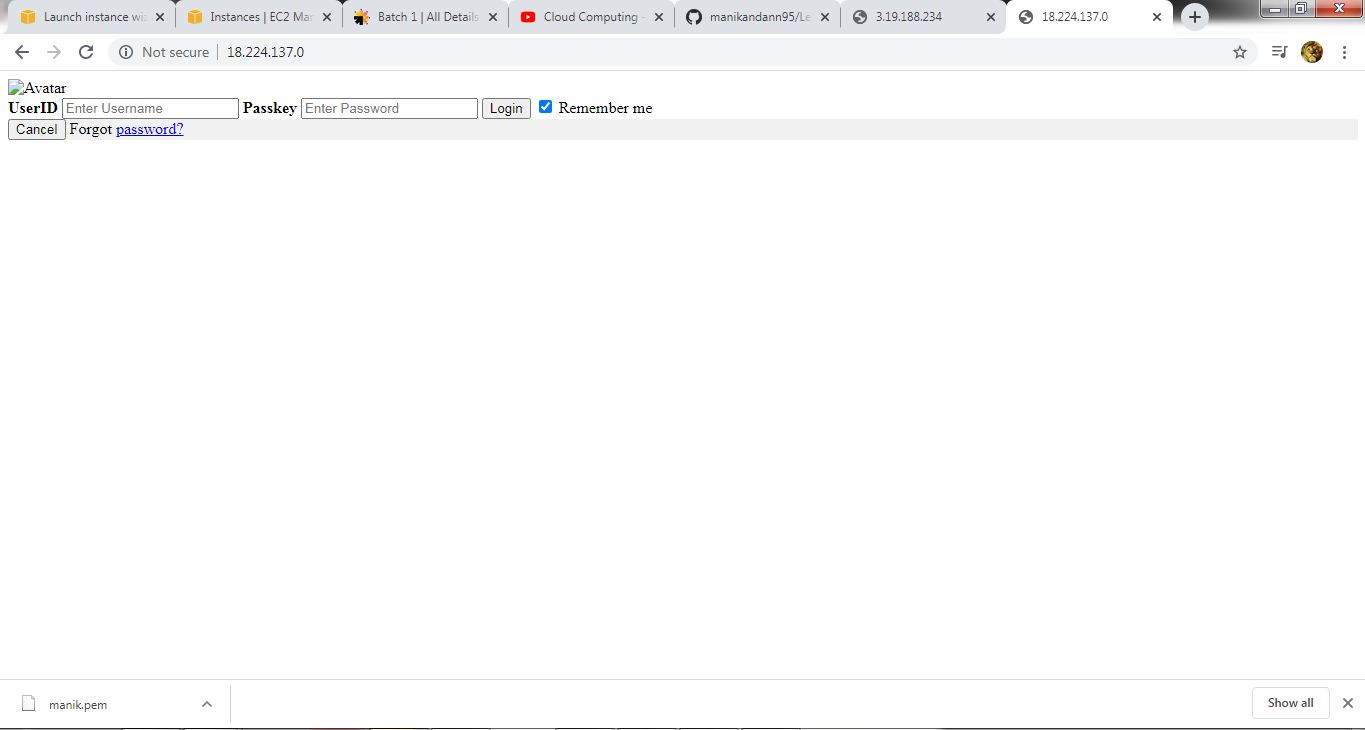 Launch instance wiz
Instances | EC2 Mar
Batch 1 | All Details
Cloud Computing -
manikandann95/Le
3.19.188.234
18.224.137.0
Not secure
18.224.137.0
Avatar
UserID Enter Username Passkey Enter Password Login Remember me
Cancel Forgot password?
manik.pem
Show all